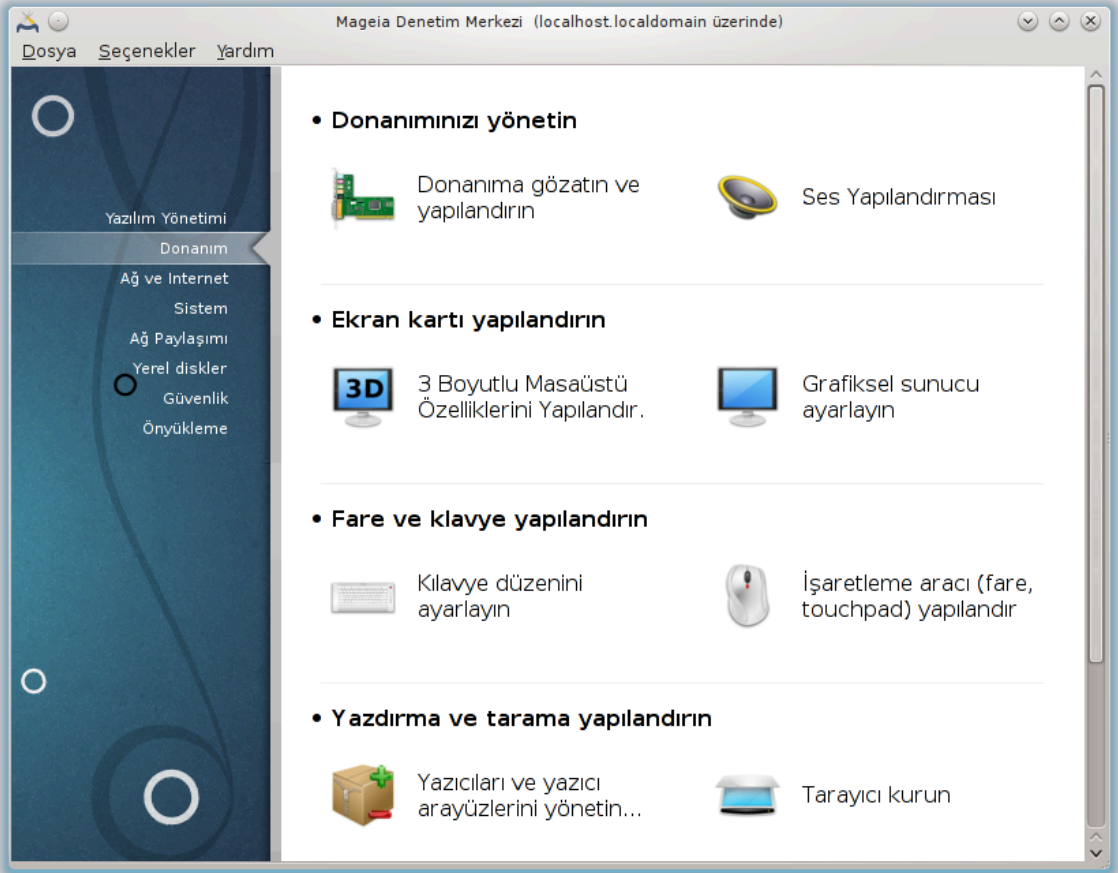 Mageia Denetim Merkezi (localhost.localdomain üzerinde)
Dosya Seçenekler Yardım
Yazılım Yönetimi
Donanım
Ağ ve Internet
Sistem
Ağ Paylaşımı
Yerel diskler
Güvenlik
Önyükleme
• Donanımınızı yönetin
Donanıma gözatın ve
yapılandırın
Ses Yapılandırması
• Ekran kartı yapılandırın
3D
3 Boyutlu Masaüstü
Özelliklerini Yapılandır.
Grafiksel sunucu
ayarlayın
• Fare ve klavye yapılandırın
Kılavye düzenini
ayarlayın
İşaretleme aracı (fare,
touchpad) yapılandır
• Yazdırma ve tarama yapılandırın
Yazıcıları ve yazıcı
arayüzlerini yönetin...
Tarayıcı kurun